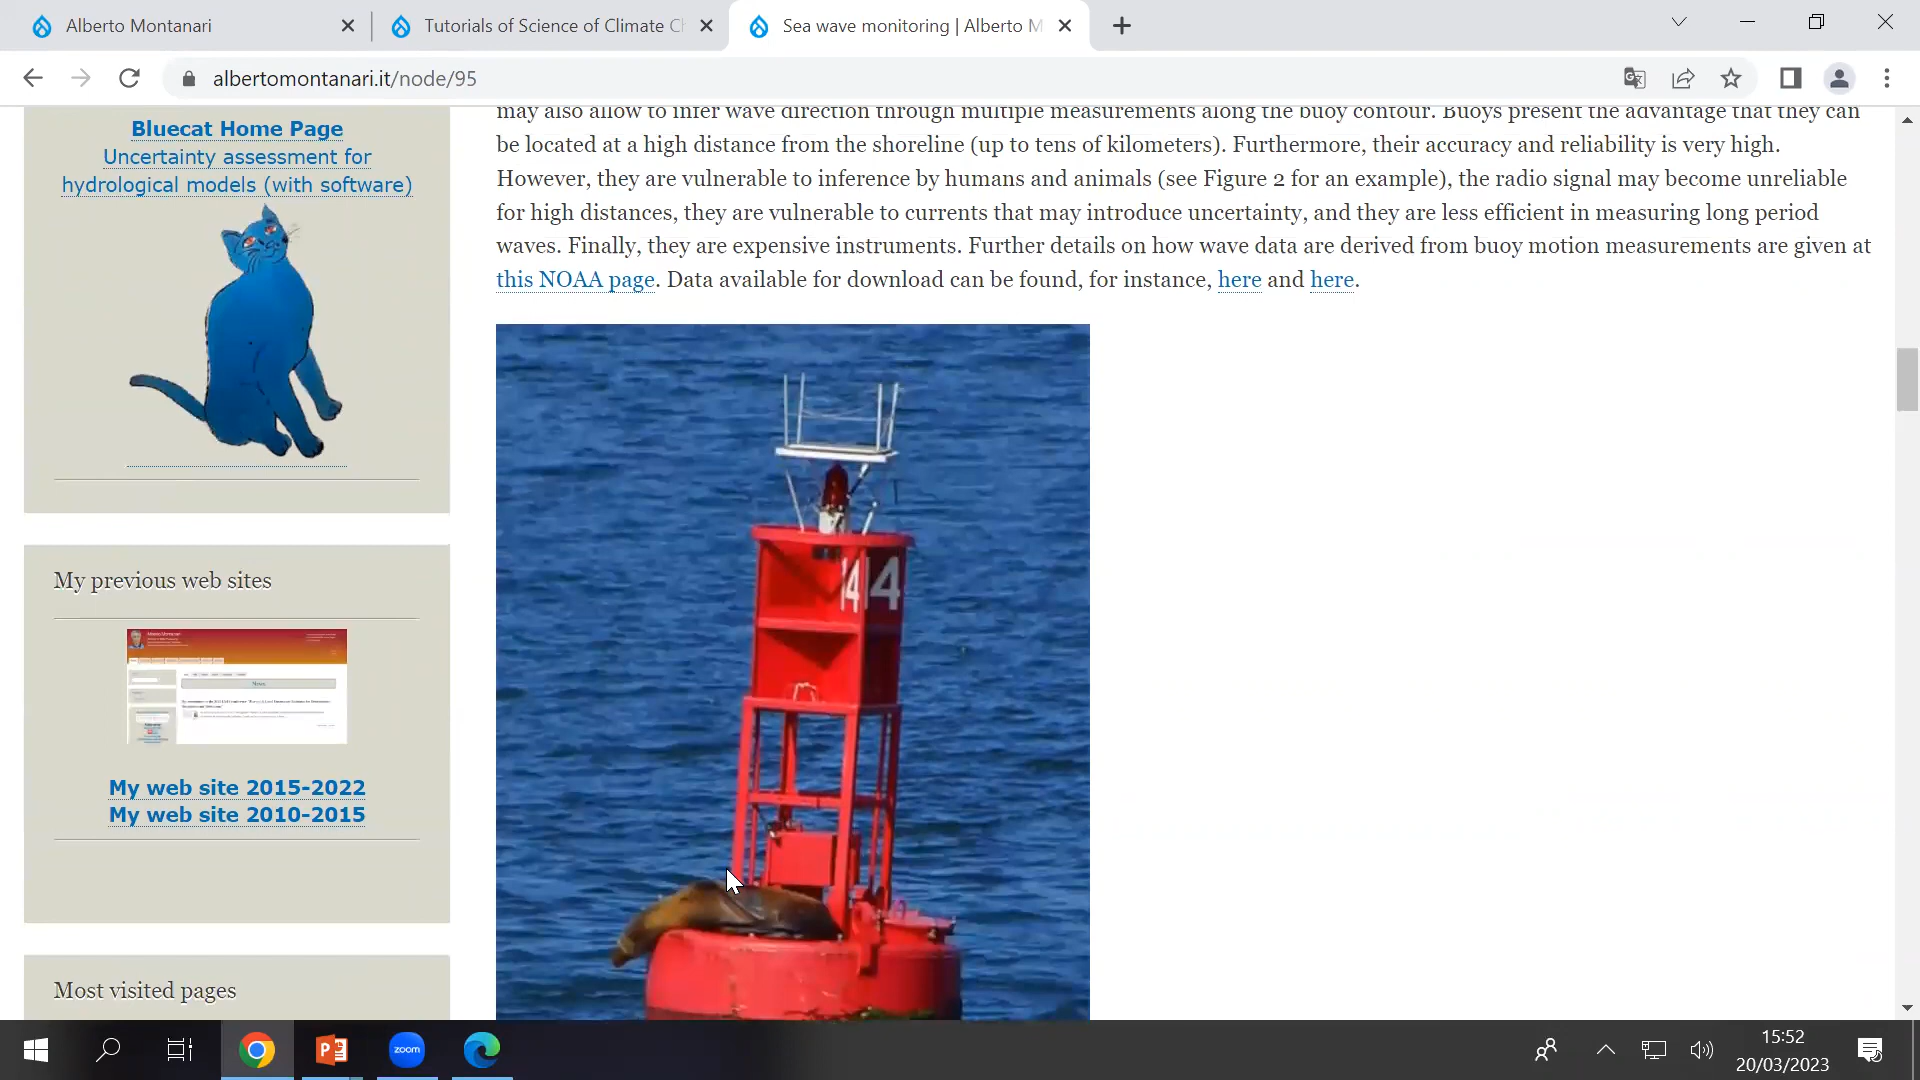 Alberto Montanari
Tutorials of Science of Climate C
Sea wave monitoring | Alberto M
albertomontanari.it/node/95
Bluecat Home Page
Uncertainty assessment for
hydrological models (with software)
My previous web sites
My web site 2015-2022
My web site 2010-2015
Most visited pages
may also allow to infer wave direction through multiple measurements along the buoy contour. Buoys present the advantage that they can
be located at a high distance from the shoreline (up to tens of kilometers). Furthermore, their accuracy and reliability is very high.
However, they are vulnerable to inference by humans and animals (see Figure 2 for an example), the radio signal may become unreliable
for high distances, they are vulnerable to currents that may introduce uncertainty, and they are less efficient in measuring long period
waves. Finally, they are expensive instruments. Further details on how wave data are derived from buoy motion measurements are given at
this NOAA page. Data available for download can be found, for instance, here and here.
14 14
zoom
15:52
20/03/2023